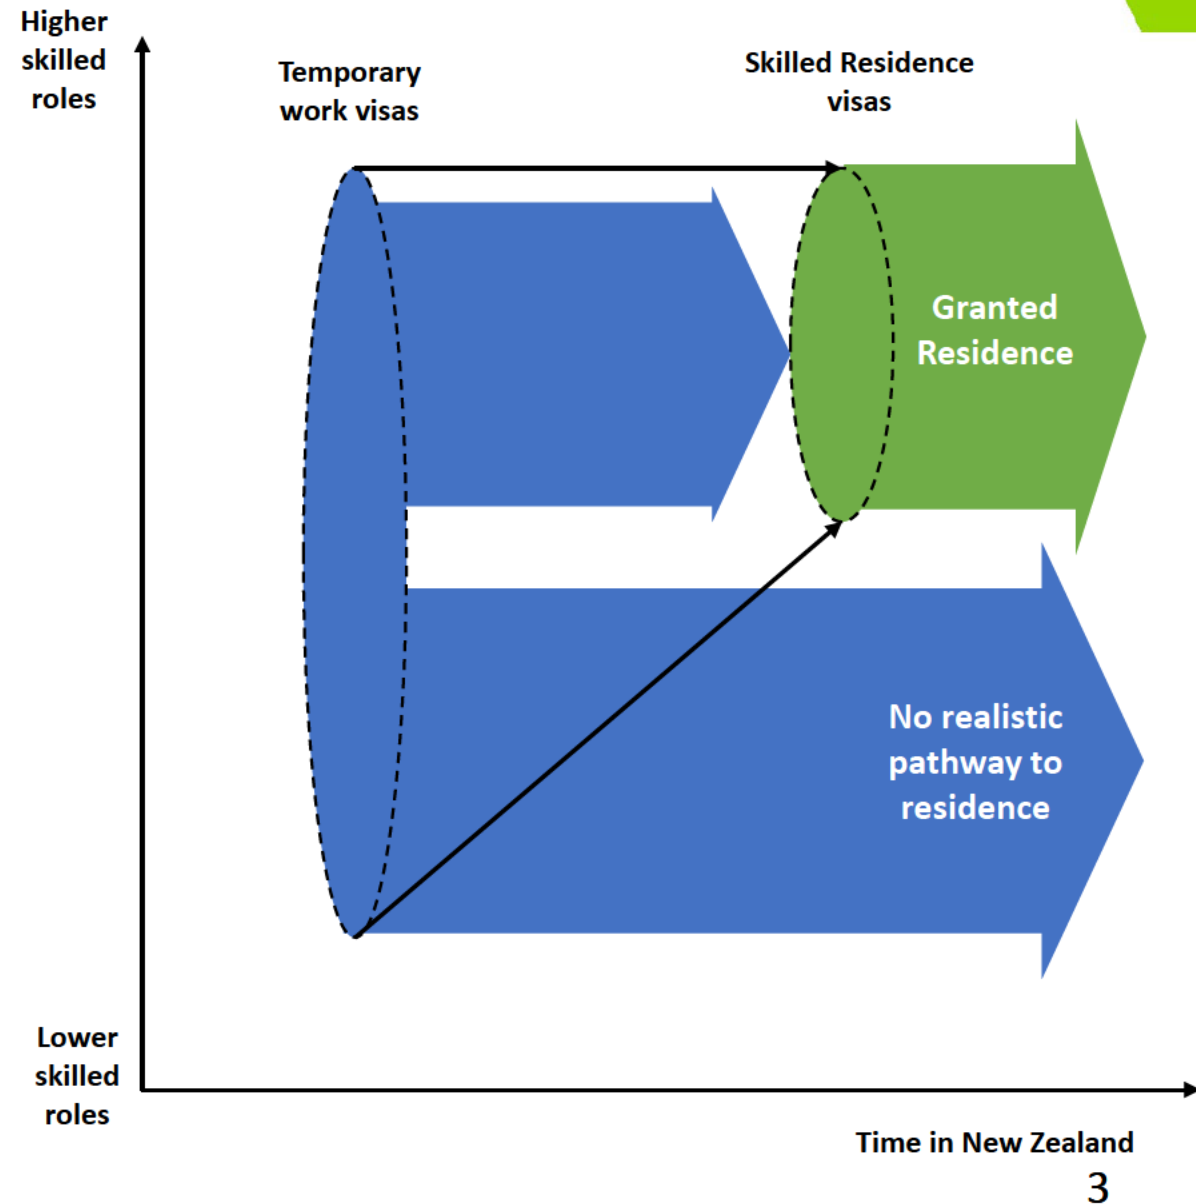 Higher
skilled
roles
Temporary
work visas
Skilled Residence
visas
Granted
Residence
No realistic
pathway to
residence
Lower
skilled
roles
Time in New Zealand
3